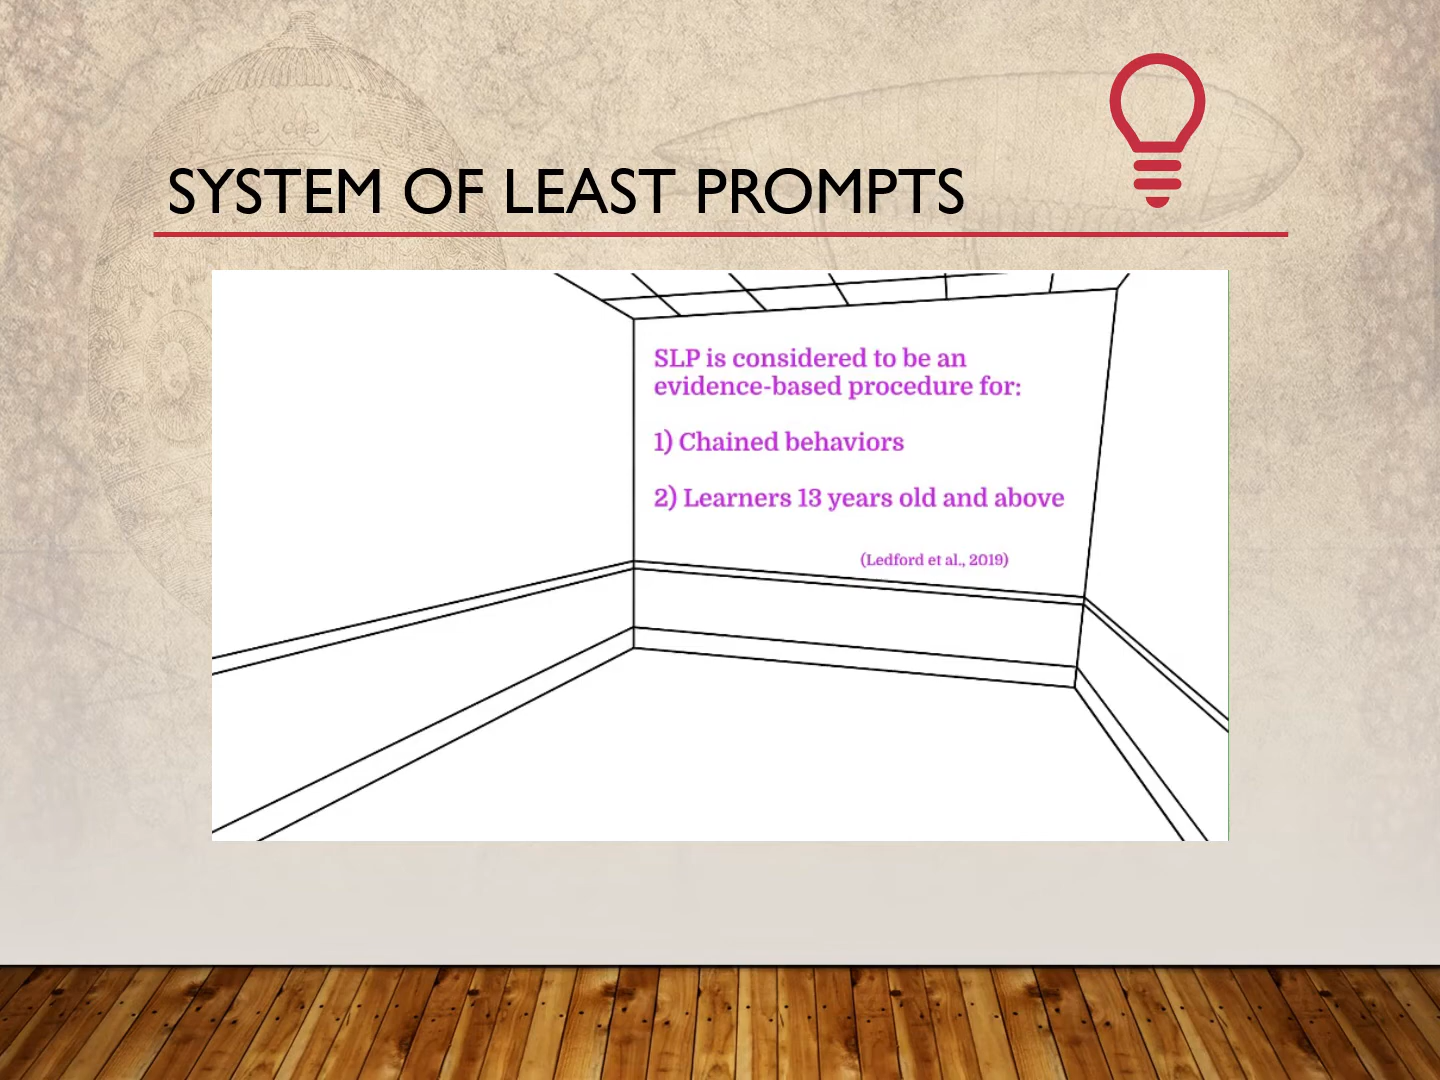 SYSTEM OF LEAST PROMPTS
SLP is considered to be an
evidence-based procedure for:
1) Chained behaviors
2) Learners 13 years old and above
(Ledford et al., 2019)